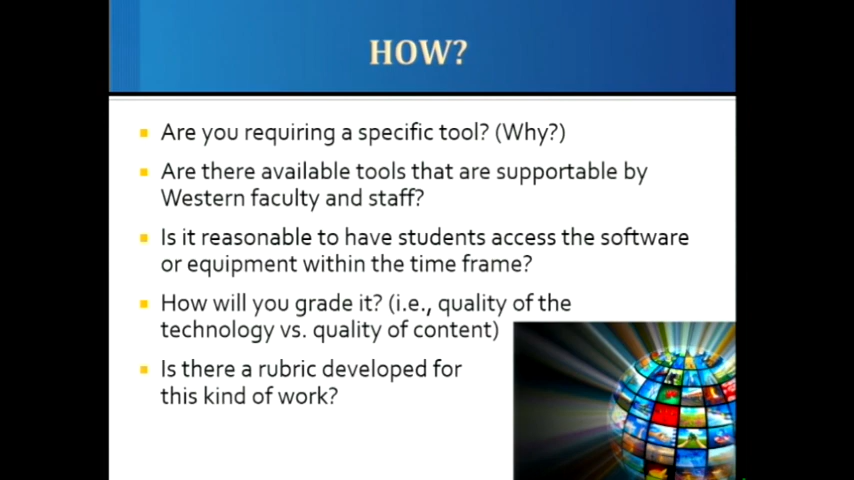 HOW?
Are you requiring a specific tool? (Why?)
Are there available tools that are supportable by
Western faculty and staff?
Is it reasonable to have students access the software
or equipment within the time frame?
How will you grade it? (i.e., quality of the
technology vs. quality of content)
Is there a rubric developed for
this kind of work?